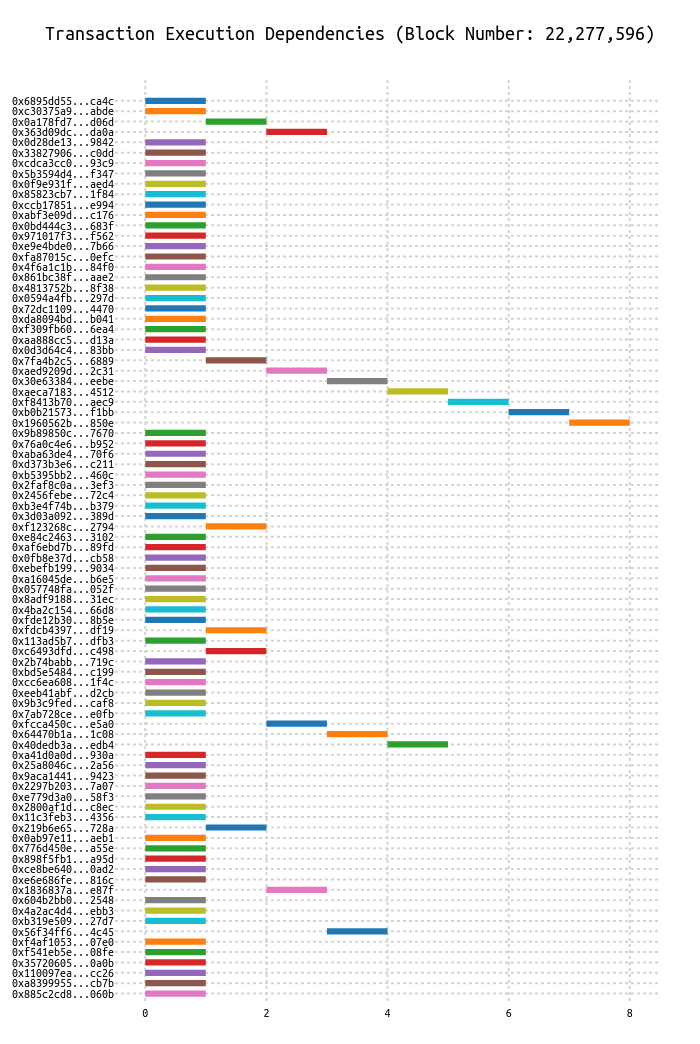 Transaction Execution Dependencies (Block Number: 22,277,596)
0x6895dd55...ca4c
0xc30375a9...abde
0x0a178fd7...d06d
0x363d09dc...da0a
0x0d28de13...9842
0x33827906...c0dd
0xcdca3cc0...93c9
0x5b3594d4...f347
0x0f9e931f...aed4
0x85823cb7...1f84
0xccb17851...e994
0xabf3e09d...c176
0x0bd444c3...683f
0x971017f3...f562
0xe9e4bde0...7b66
0xfa87015c...0efc
0x4f6a1c1b...84f0
0x861bc38f...aae2
0x4813752b...8f38
0x0594a4fb...297d
0x72dc1109...4470
0xda8094bd...b041
0xf309fb60...6ea4
0xaa888cc5...d13a
0x0d3d64c4...83bb
0x7fa4b2c5...6889
0xaed9209d...2c31
0x30e63384...eebe
0xaeca7183...4512
0xf8413b70...aec9
0xb0b21573...f1bb
0x1960562b...850e
0x9b89850c...7670
0x76a0c4e6...b952
0xaba63de4...70f6
0xd373b3e6...c211
0xb5395bb2...460c
0x2faf8c0a...3ef3
0x2456febe...72c4
0xb3e4f74b...b379
0x3d03a092...389d
0xf123268c...2794
0xe84c2463...3102
0xaf6ebd7b...89fd
0x0fb8e37d...cb58
0xebefb199...9034
0xa16045de...b6e5
0x057748fa...052f
0x8adf9188...31ec
0x4ba2c154...66d8
0xfde12b30...8b5e
0xfdcb4397...df19
0x113ad5b7...dfb3
0xc6493dfd...c498
0x2b74babb...719c
0xbd5e5484...c199
0xcc6ea608...1f4c
0xeeb41abf...d2cb
0x9b3c9fed...caf8
0x7ab728ce...e0fb
0xfcca450c...e5a0
0x64470b1a...1c08
0x40dedb3a...edb4
0xa41d0a0d...930a
0x25a8046c...2a56
0x9aca1441...9423
0x2297b203...7a07
0xe779d3a0...58f3
0x2800af1d...c8ec
0x11c3feb3...4356
0x219b6e65...728a
0x0ab97e11...aeb1
0x776d450e...a55e
0x898f5fb1...a95d
0xce8be640...0ad2
0xe6e686fe...816c
0x1836837a...e87f
0x604b2bb0...2548
0x4a2ac4d4...ebb3
0xb319e509...27d7
0x56f34ff6...4c45
0xf4af1053...07e0
0xf541eb5e...08fe
0x35720605...0a0b
0x110097ea...cc26
0xa8399955...cb7b
0x885c2cd8...060b
0 2 4 6 8